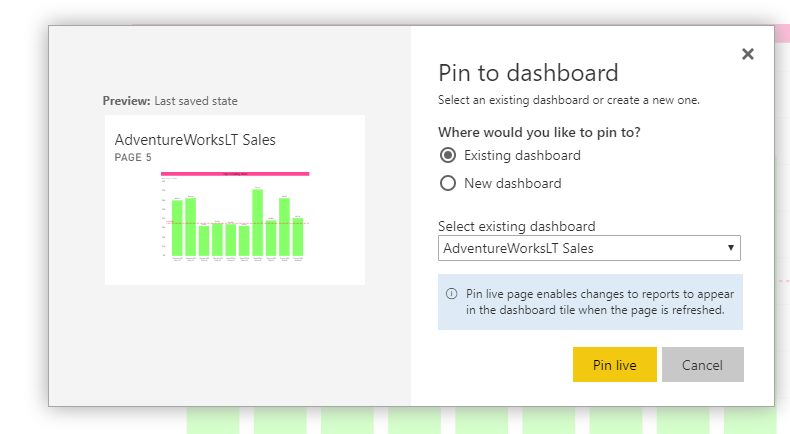 Pin to dashboard
Select an existing dashboard or create a new one.
Preview: Last saved state
AdventureWorksLT Sales
PAGE 5
Where would you like to pin to?
Existing dashboard
New dashboard
Select existing dashboard
AdventureWorksLT Sales
Pin live page enables changes to reports to appear
in the dashboard tile when the page is refreshed.
Pin live
Cancel